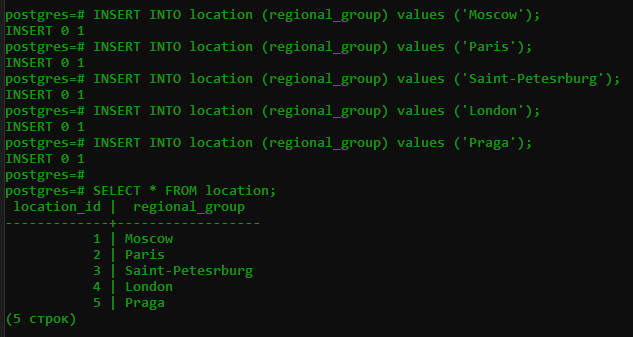 postgres=# INSERT INTO location (regional_group) values ('Moscow');
INSERT 0 1
postgres=# INSERT INTO location (regional_group) values ('Paris');
INSERT 0 1
postgres=# INSERT INTO location (regional_group) values ('Saint-Petesrburg');
INSERT 0 1
postgres=# INSERT INTO location (regional_group) values ('London');
INSERT 0 1
postgres=# INSERT INTO location (regional_group) values ('Praga');
INSERT 0 1
postgres=#
postgres=# SELECT * FROM location;
 location_id |  regional_group
-------------+------------------
           1 | Moscow
           2 | Paris
           3 | Saint-Petesrburg
           4 | London
           5 | Praga
(5 строк)